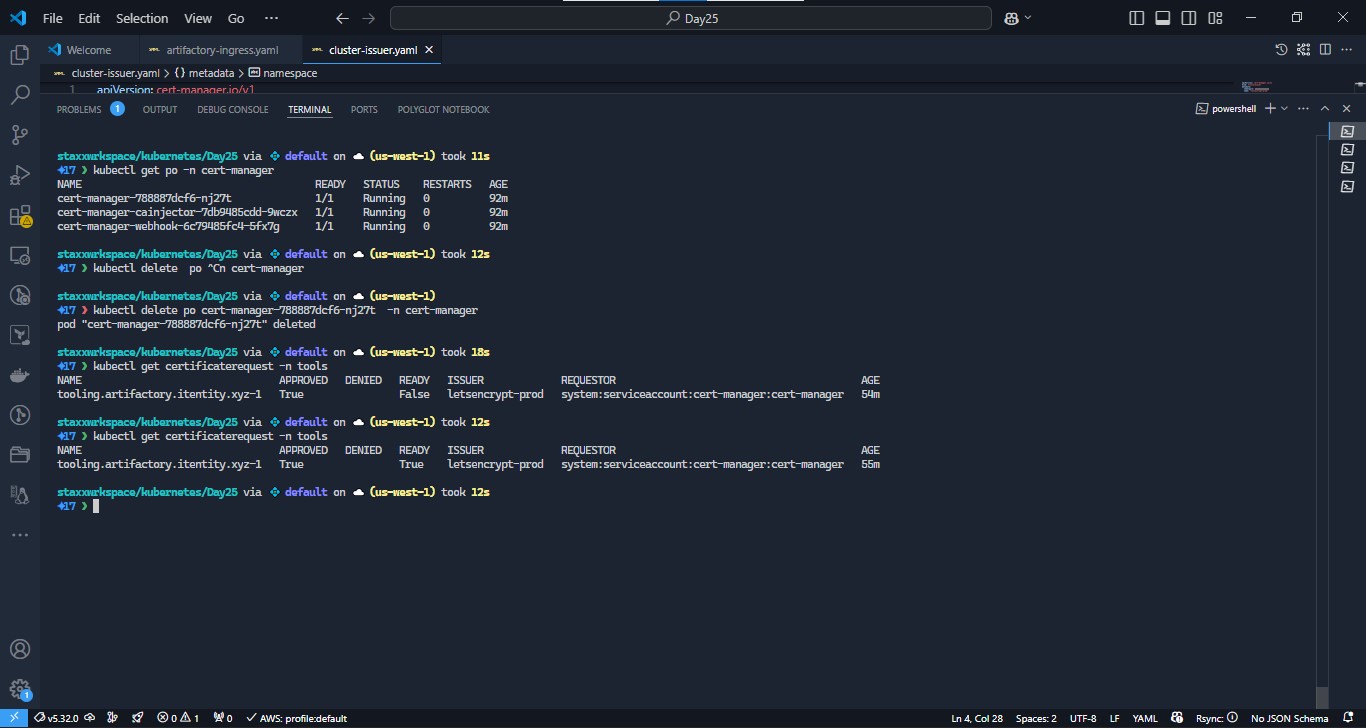 File Edit Selection View Go ··· Day25
Welcome artifactory-ingress.yaml cluster-issuer.yaml
cluster-issuer.yaml > {} metadata > namespace
1 apiVersion: cert-manager.io/v1
PROBLEMS 1 OUTPUT DEBUG CONSOLE TERMINAL PORTS POLYGLOT NOTEBOOK powershell
staxxwrkspace/kubernetes/Day25 via default on (us-west-1) took 11s
17 ❯ kubectl get po -n cert-manager
NAME READY STATUS RESTARTS AGE
cert-manager-788887dcf6-nj27t 1/1 Running 0 92m
cert-manager-cainjector-7db9485cdd-9wczx 1/1 Running 0 92m
cert-manager-webhook-6c79485fc4-5fx7g 1/1 Running 0 92m
staxxwrkspace/kubernetes/Day25 via default on (us-west-1) took 12s
17 ❯ kubectl delete  po ^Cn cert-manager
staxxwrkspace/kubernetes/Day25 via default on (us-west-1)
17 ❯ kubectl delete po cert-manager-788887dcf6-nj27t  -n cert-manager
pod "cert-manager-788887dcf6-nj27t" deleted
staxxwrkspace/kubernetes/Day25 via default on (us-west-1) took 18s
17 ❯ kubectl get certificaterequest -n tools
NAME APPROVED DENIED READY ISSUER REQUESTOR AGE
tooling.artifactory.itentity.xyz-1 True False letsencrypt-prod system:serviceaccount:cert-manager:cert-manager 54m
staxxwrkspace/kubernetes/Day25 via default on (us-west-1) took 12s
17 ❯ kubectl get certificaterequest -n tools
NAME APPROVED DENIED READY ISSUER REQUESTOR AGE
tooling.artifactory.itentity.xyz-1 True True letsencrypt-prod system:serviceaccount:cert-manager:cert-manager 55m
staxxwrkspace/kubernetes/Day25 via default on (us-west-1) took 12s
17 ❯
1
v5.32.0 0 1 0 AWS: profile:default Ln 4, Col 28 Spaces: 2 UTF-8 LF YAML Rsync: No JSON Schema